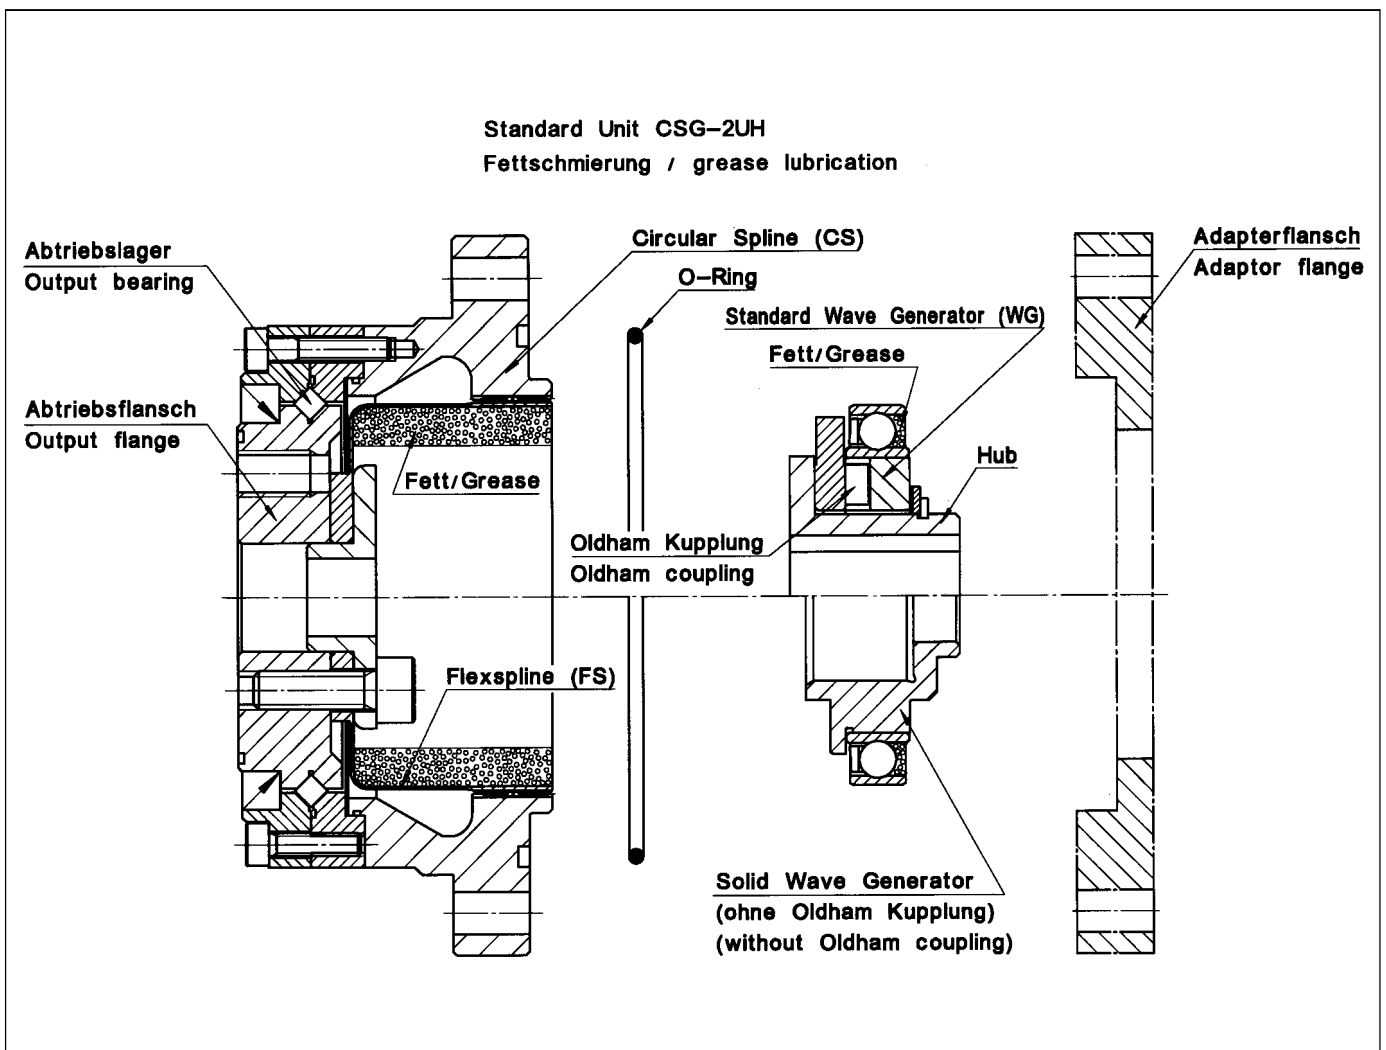 Standard Unit CSG-2UH
Fettschmierung / grease lubrication
Abtriebslager
Output bearing
Circular Spline (CS)
O-Ring
Adapterflansch
Adaptor flange
Standard Wave Generator (WG)
Fett/Grease
Abtriebsflansch
Output flange
Fett/Grease
Hub
Oldham Kupplung
Oldham coupling
Flexspline (FS)
Solid Wave Generator
(ohne Oldham Kupplung)
(without Oldham coupling)